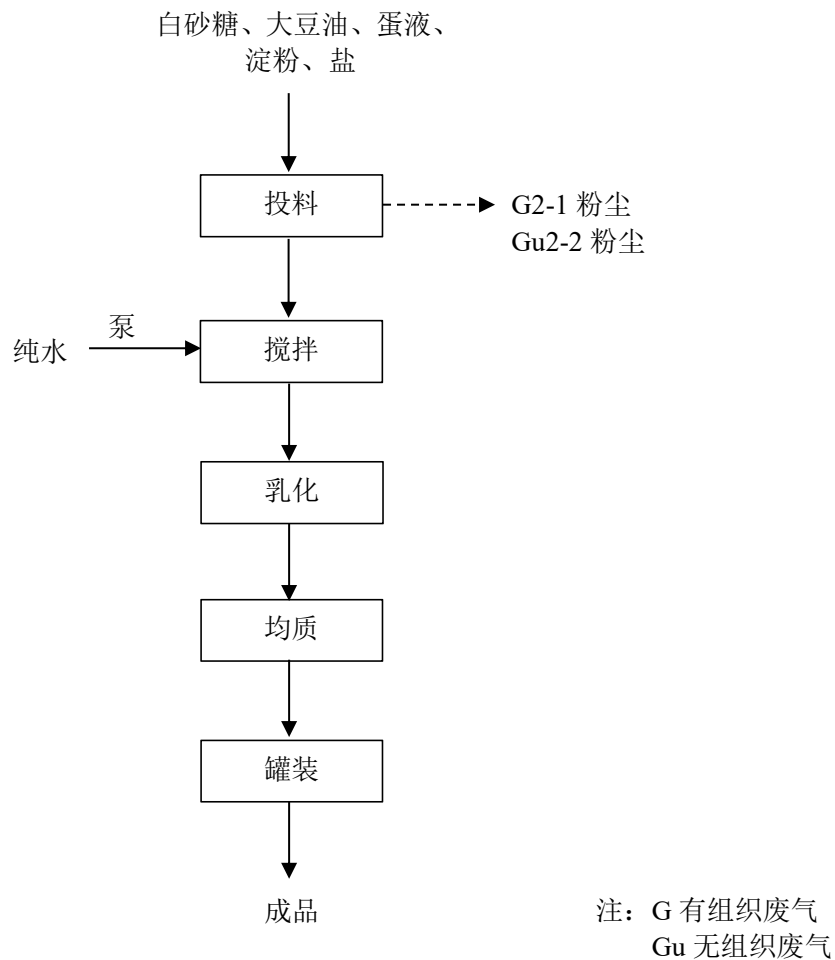 白砂糖、大豆油、蛋液、
淀粉、盐
投料
G2-1 粉尘
Gu2-2 粉尘
泵
纯水
搅拌
乳化
均质
罐装
成品
注：G 有组织废气
Gu 无组织废气